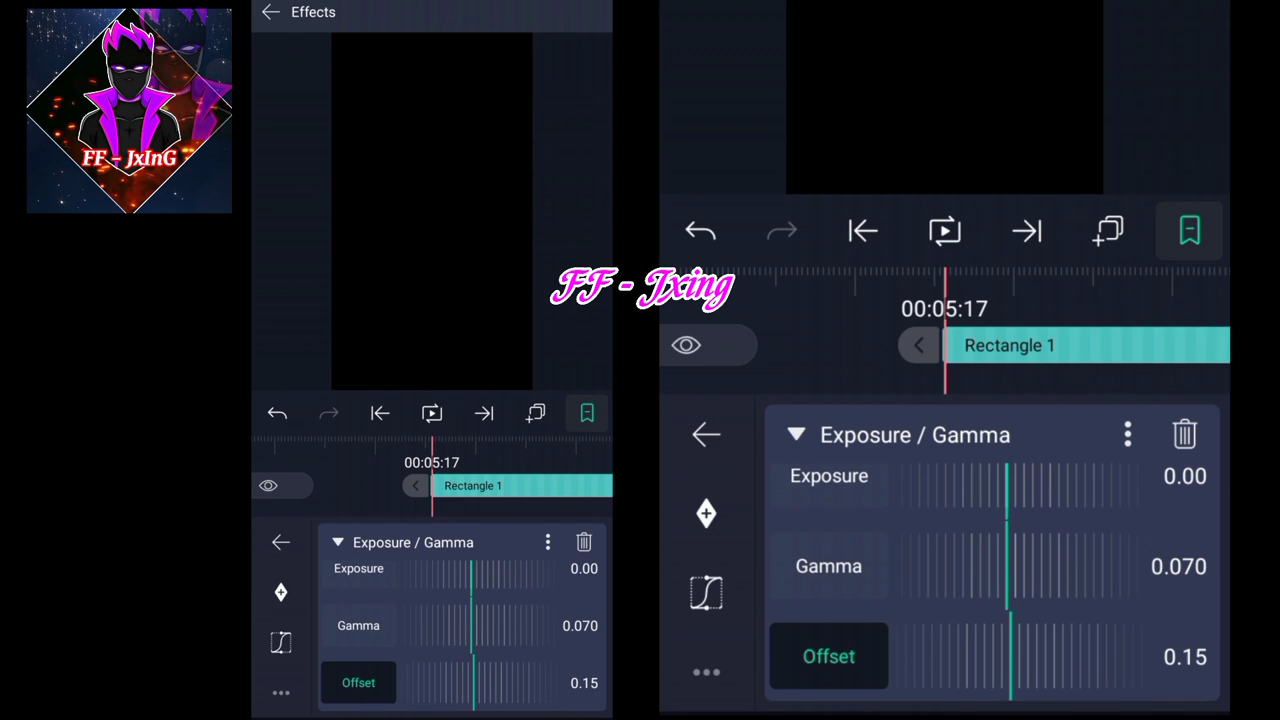 FF - JxInG
Effects
00:05:17
Rectangle 1
Exposure / Gamma
Exposure 0.00
Gamma 0.070
Offset 0.15
FF - Jxing
00:05:17
Rectangle 1
Exposure / Gamma
Exposure 0.00
Gamma 0.070
Offset 0.15